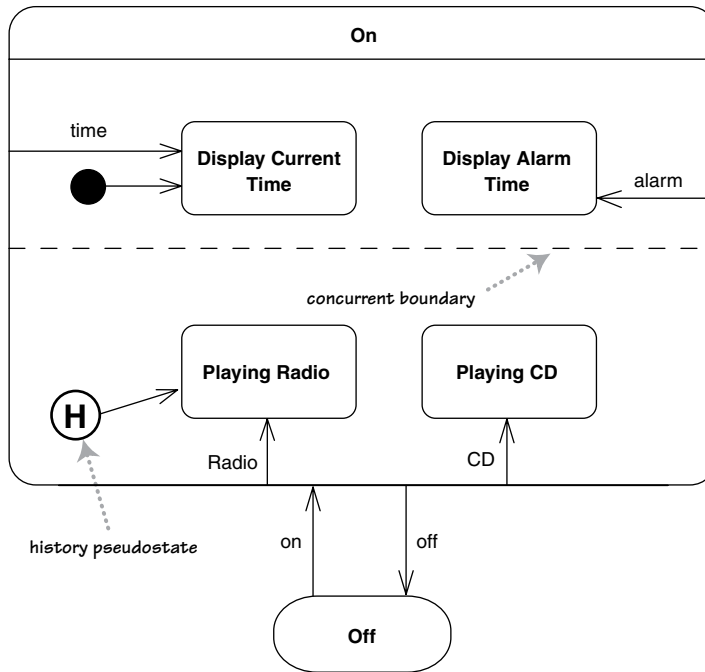 On
time
Display Current
Time
Display Alarm
Time
alarm
concurrent boundary
Playing Radio
Playing CD
H
Radio
CD
history pseudostate
on
off
Off